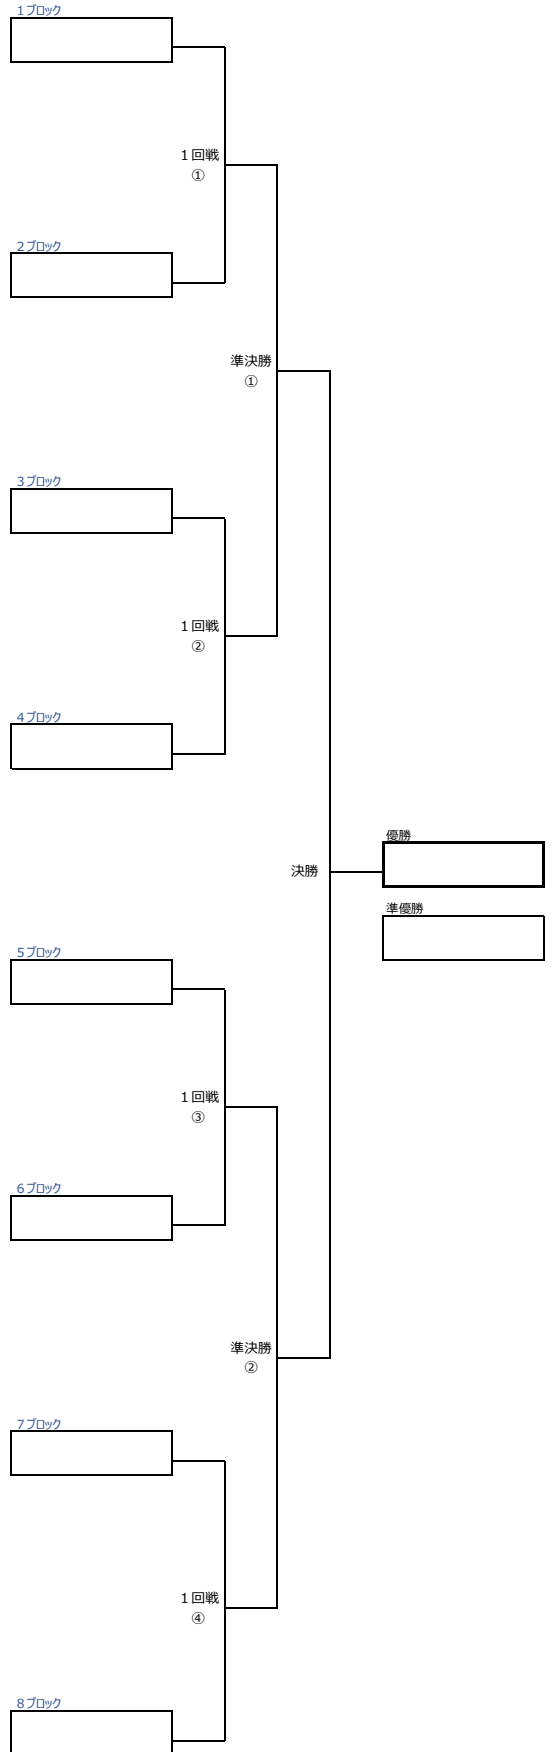 1ブロック
1回戦
①
2ブロック
準決勝
①
3ブロック
1回戦
②
4ブロック
優勝
決勝
準優勝
5ブロック
1回戦
③
6ブロック
準決勝
②
7ブロック
1回戦
④
8ブロック